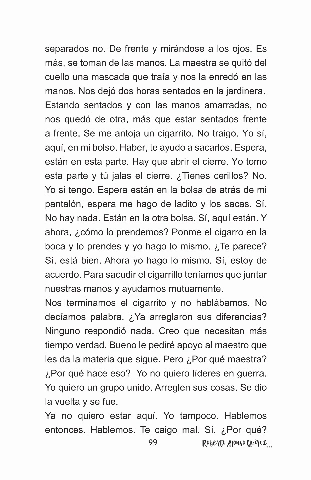 separados no. De frente y mirándose a los ojos. Es
más, se toman de las manos. La maestra se quitó del
cuello una mascada que traía y nos la enredó en las
manos. Nos dejó dos horas sentados en la jardinera.
Estando sentados y con las manos amarradas, no
nos quedó de otra, más que estar sentados frente
a frente. Se me antoja un cigarrito. No traigo. Yo sí,
aquí, en mi bolso. Haber, te ayudo a sacarlos. Espera,
están en esta parte. Hay que abrir el cierre. Yo tomo
esta parte y tú jalas el cierre. ¿Tienes cerillos? No.
Yo si tengo. Espera están en la bolsa de atrás de mi
pantalón, espera me hago de ladito y los sacas. Sí.
No hay nada. Están en la otra bolsa. Sí, aquí están. Y
ahora, ¿cómo lo prendemos? Ponme el cigarro en la
boca y lo prendes y yo hago lo mismo. ¿Te parece?
Sí, está bien. Ahora yo hago lo mismo. Sí, estoy de
acuerdo. Para sacudir el cigarrillo teníamos que juntar
nuestras manos y ayudarnos mutuamente.
Nos terminamos el cigarrito y no hablábamos. No
decíamos palabra. ¿Ya arreglaron sus diferencias?
Ninguno respondió nada. Creo que necesitan más
tiempo verdad. Bueno le pediré apoyo al maestro que
les da la materia que sigue. Pero ¿Por qué maestra?
¿Por qué hace eso? Yo no quiero líderes en guerra.
Yo quiero un grupo unido. Arreglen sus cosas. Se dio
la vuelta y se fue.
Ya no quiero estar aquí. Yo tampoco. Hablemos
entonces. Hablemos. Te caigo mal. Sí. ¿Por qué?
99